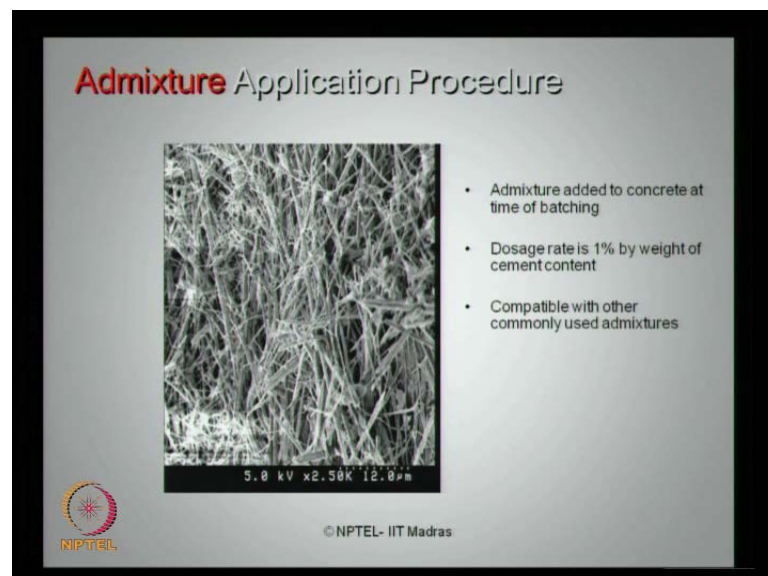 Admixture Application Procedure
• Admixture added to concrete at
time of batching
• Dosage rate is 1% by weight of
cement content
• Compatible with other
commonly used admixtures
5.0 kV x2.50K 12.0µm
NPTEL
© NPTEL- IIT Madras